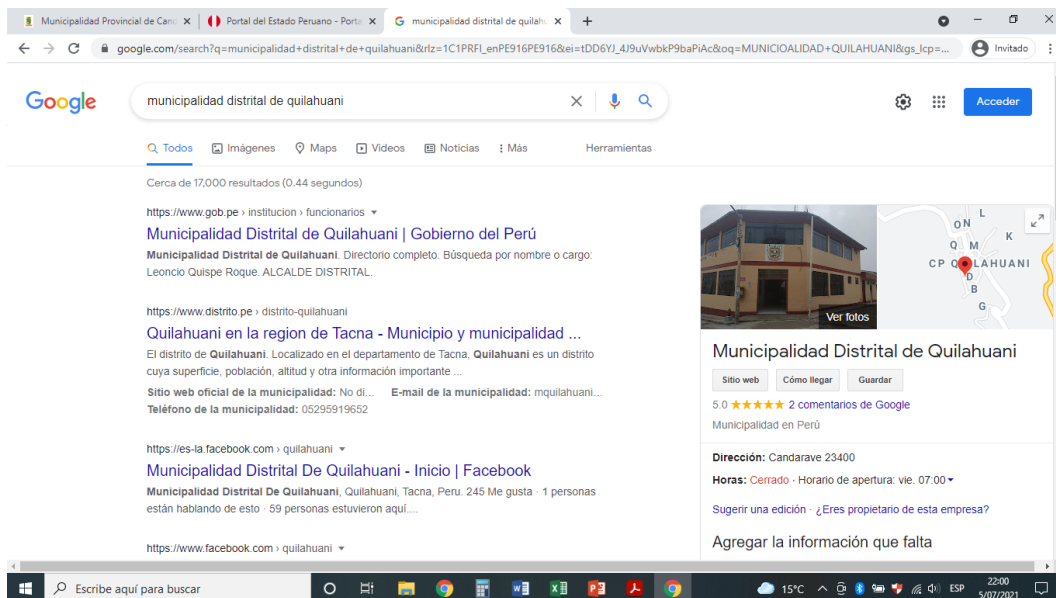 Municipalidad Provincial de Can
Portal del Estado Peruano - Porta
municipalidad distrital de quilahu
google.com/search?q=municipalidad+distrital+de+quilahuani&rlz=1C1PRFI_enPE916PE916&ei=tDD6YJ_4J9uVwbkP9baPiAc&oq=MUNICIOALIDAD+QUILAHUANI&gs_lcp=...
Invitado
Google
municipalidad distrital de quilahuani
Acceder
Todos
Imágenes
Maps
Videos
Noticias
Más
Herramientas
Cerca de 17,000 resultados (0.44 segundos)
https://www.gob.pe › institucion › funcionarios
Municipalidad Distrital de Quilahuani | Gobierno del Perú
Municipalidad Distrital de Quilahuani. Directorio completo. Búsqueda por nombre o cargo:
Leoncio Quispe Roque. ALCALDE DISTRITAL.
https://www.distrito.pe › distrito-quilahuani
Quilahuani en la region de Tacna - Municipio y municipalidad ...
El distrito de Quilahuani. Localizado en el departamento de Tacna, Quilahuani es un distrito
cuya superficie, población, altitud y otra información importante ...
Sitio web oficial de la municipalidad: No di... E-mail de la municipalidad: mquilahuani...
Teléfono de la municipalidad: 05295919652
https://es-la.facebook.com › quilahuani
Municipalidad Distrital De Quilahuani - Inicio | Facebook
Municipalidad Distrital De Quilahuani, Quilahuani, Tacna, Peru. 245 Me gusta · 1 personas
están hablando de esto · 59 personas estuvieron aquí....
https://www.facebook.com › quilahuani
Ver fotos
L
O N
K
Q M
CP Q LAHUANI
D
B
G
Municipalidad Distrital de Quilahuani
Sitio web
Cómo llegar
Guardar
5.0 2 comentarios de Google
Municipalidad en Perú
Dirección: Candarave 23400
Horas: Cerrado · Horario de apertura: vie. 07:00
Sugerir una edición · ¿Eres propietario de esta empresa?
Agregar la información que falta
Escribe aquí para buscar
15°C
ESP
22:00
5/07/2021